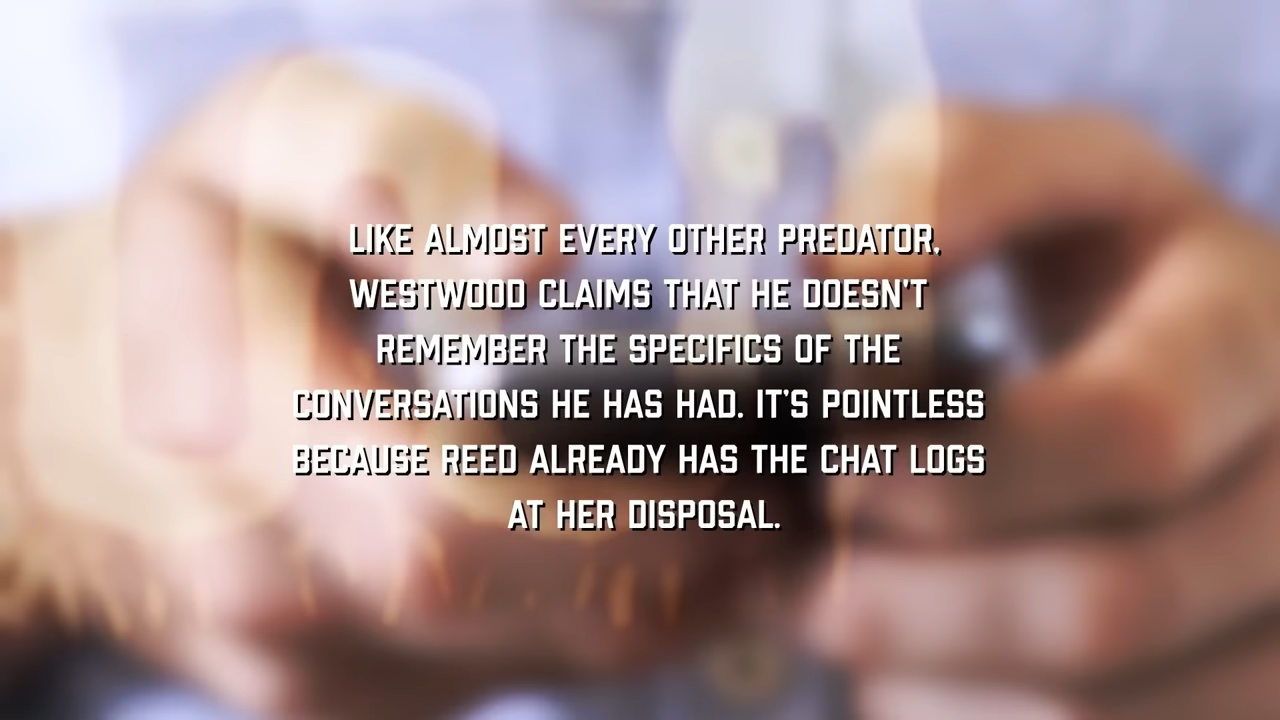 LIKE ALMOST EVERY OTHER PREDATOR,
WESTWOOD CLAIMS THAT HE DOESN'T
REMEMBER THE SPECIFICS OF THE
CONVERSATIONS HE HAS HAD. IT'S POINTLESS
BECAUSE REED ALREADY HAS THE CHAT LOGS
AT HER DISPOSAL.